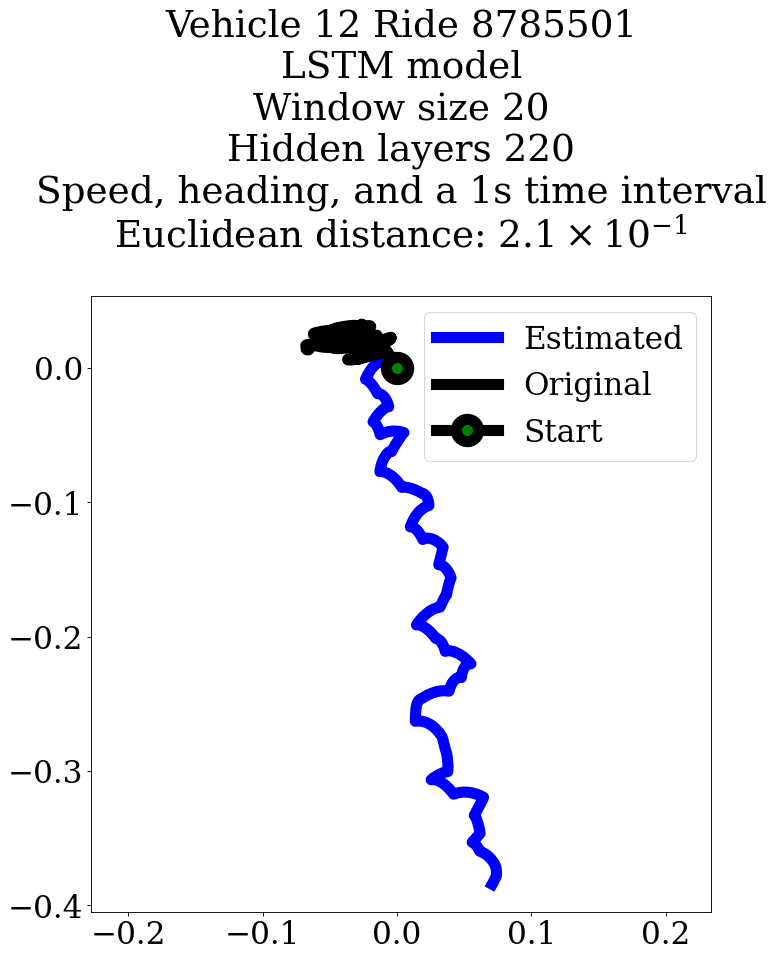 Vehicle 12 Ride 8785501
LSTM model
Window size 20
Hidden layers 220
Speed, heading, and a 1s time interval
Euclidean distance: 2.1 × 10⁻¹
Estimated
Original
Start
0.0
−0.1
−0.2
−0.3
−0.4
−0.2
−0.1
0.0
0.1
0.2